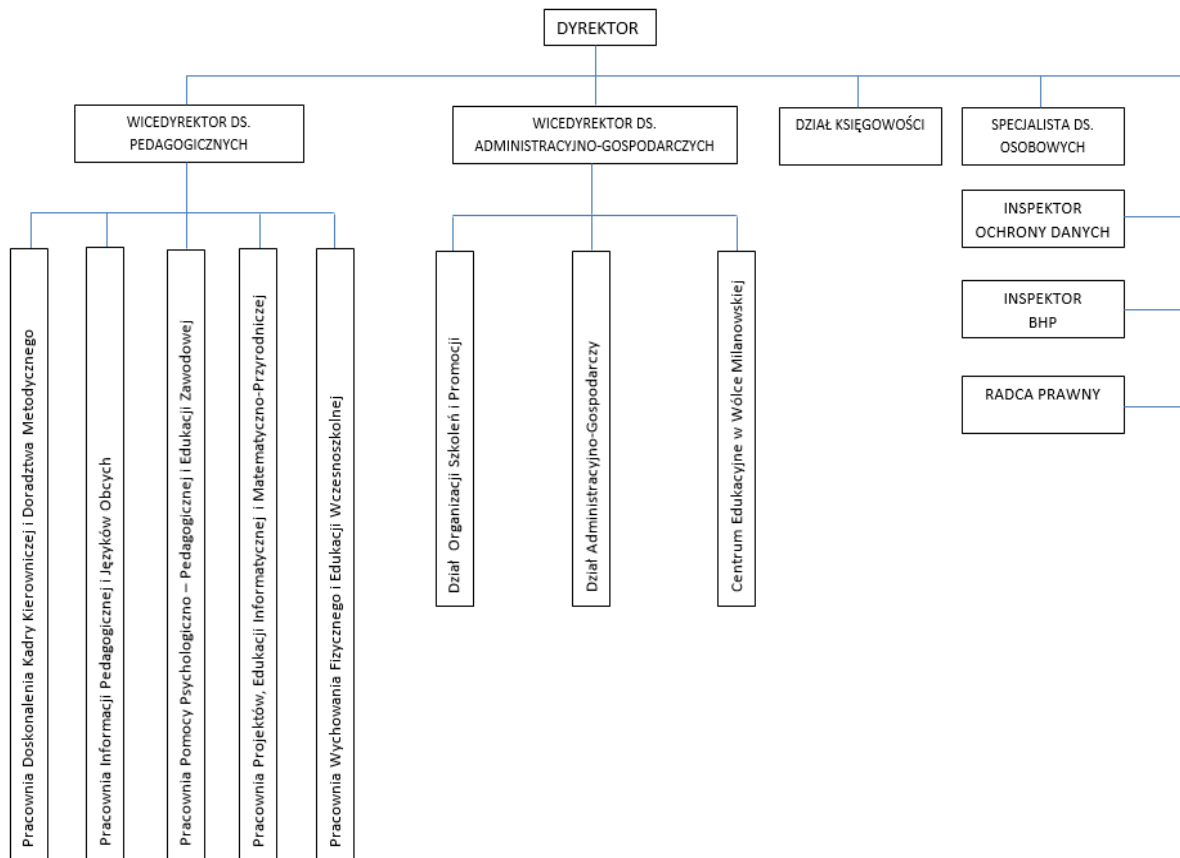 DYREKTOR
WICEDYREKTOR DS.
PEDAGOGICZNYCH
WICEDYREKTOR DS.
ADMINISTRACYJNO-GOSPODARCZYCH
DZIAŁ KSIĘGOWOŚCI
SPECJALISTA DS.
OSOBOWYCH
INSPEKTOR
OCHRONY DANYCH
INSPEKTOR
BHP
RADCA PRAWNY
Pracownia Doskonalenia Kadry Kierowniczej i Doradztwa Metodycznego
Pracownia Informacji Pedagogicznej i Języków Obcych
Pracownia Pomocy Psychologiczno – Pedagogicznej i Edukacji Zawodowej
Pracownia Projektów, Edukacji Informatycznej i Matematyczno-Przyrodniczej
Pracownia Wychowania Fizycznego i Edukacji Wczesnoszkolnej
Dział Organizacji Szkoleń i Promocji
Dział Administracyjno-Gospodarczy
Centrum Edukacyjne w Wólce Milanowskiej